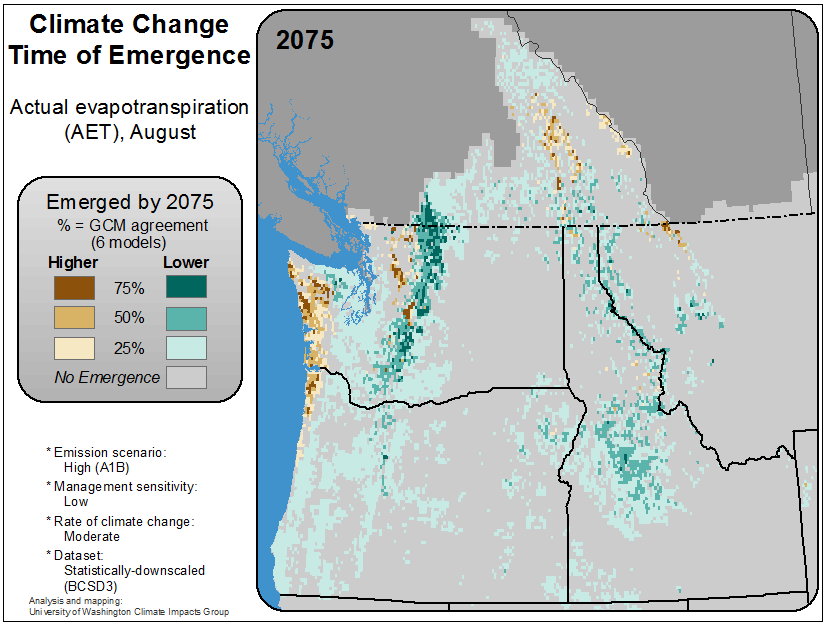 Climate Change
Time of Emergence
Actual evapotranspiration
(AET), August
Emerged by 2075
% = GCM agreement
(6 models)
Higher Lower
75%
50%
25%
No Emergence
* Emission scenario:
High (A1B)
* Management sensitivity:
Low
* Rate of climate change:
Moderate
* Dataset:
Statistically-downscaled
(BCSD3)
Analysis and mapping:
University of Washington Climate Impacts Group
2075